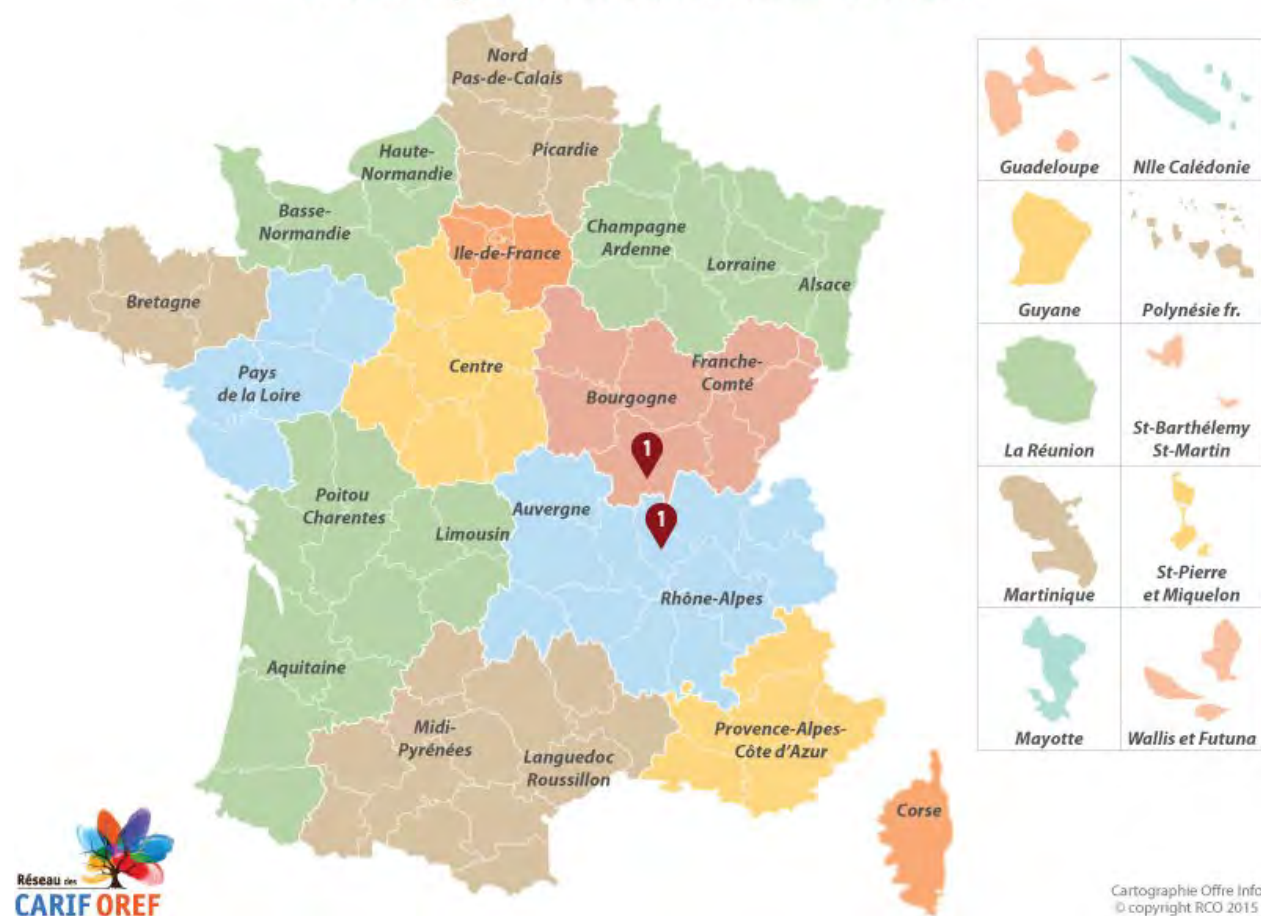 Nord
Pas-de-Calais
Picardie
Haute-
Normandie
Basse-
Normandie
Ile-de-France
Champagne
Ardenne
Lorraine
Alsace
Bretagne
Pays
de la Loire
Centre
Bourgogne
Franche-
Comté
1
1
Poitou
Charentes
Limousin
Auvergne
Rhône-Alpes
Aquitaine
Midi-
Pyrénées
Languedoc
Roussillon
Provence-Alpes-
Côte d'Azur
Corse
Guadeloupe
Nlle Calédonie
Guyane
Polynésie fr.
La Réunion
St-Barthélemy
St-Martin
Martinique
St-Pierre
et Miquelon
Mayotte
Wallis et Futuna
Réseau des
CARIF OREF
Cartographie Offre Info
© copyright RCO 2015